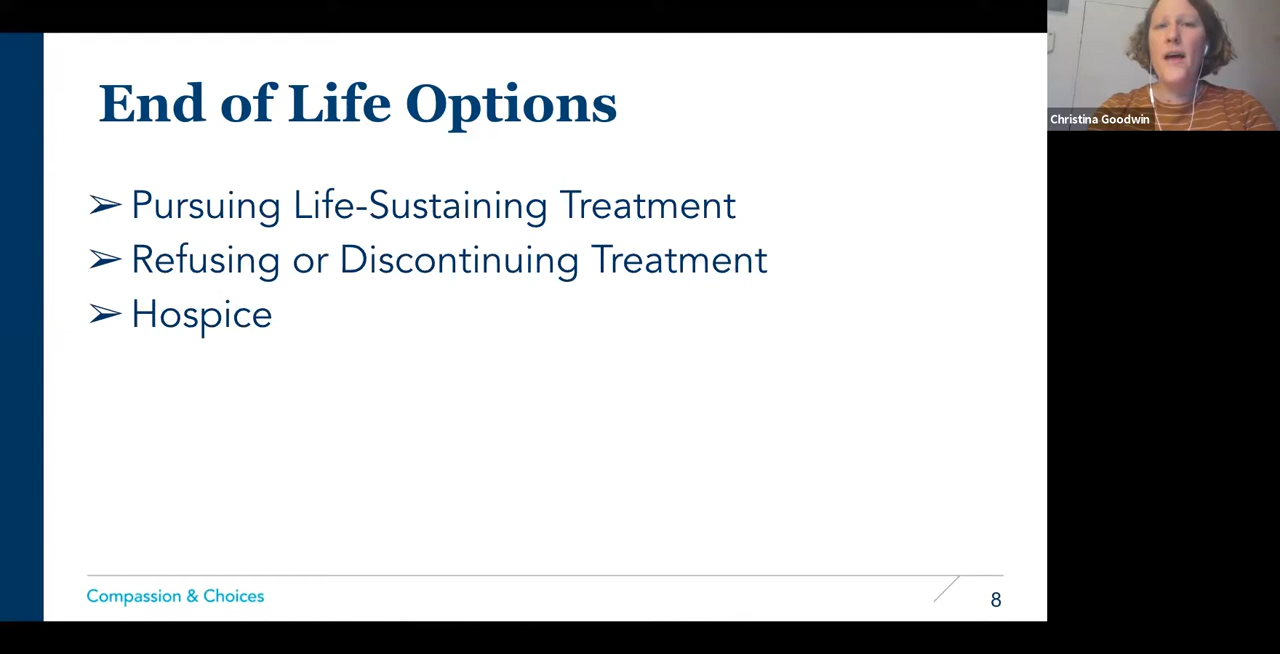 End of Life Options
➢ Pursuing Life-Sustaining Treatment
➢ Refusing or Discontinuing Treatment
➢ Hospice
Compassion & Choices
8
Christina Goodwin